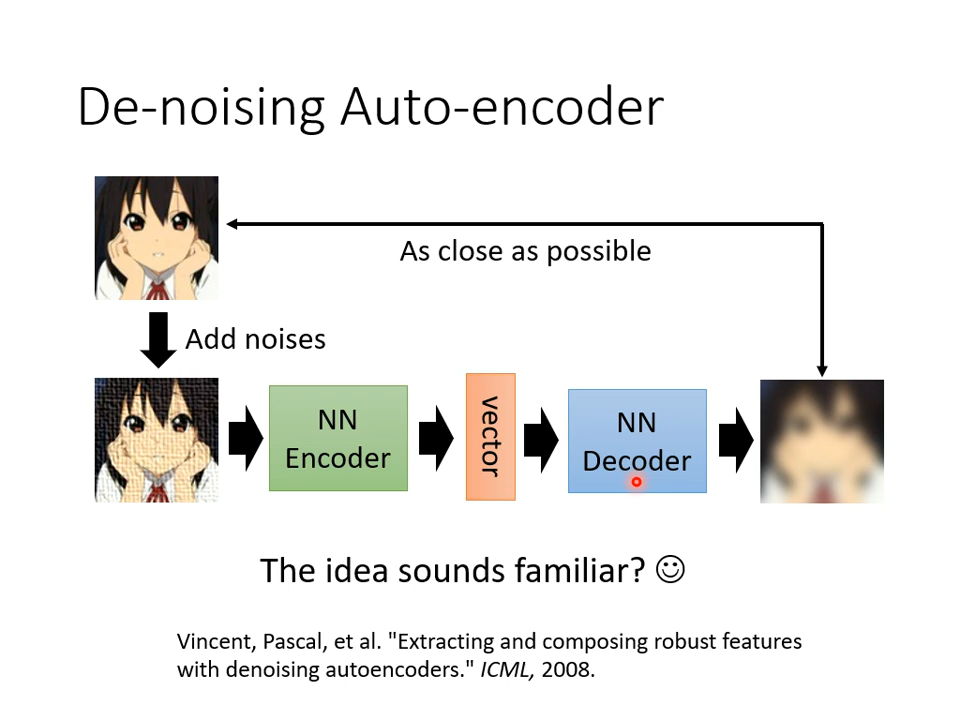 De-noising Auto-encoder
As close as possible
Add noises
NN
Encoder
vector
NN
Decoder
The idea sounds familiar? ☺
Vincent, Pascal, et al. "Extracting and composing robust features
with denoising autoencoders." ICML, 2008.